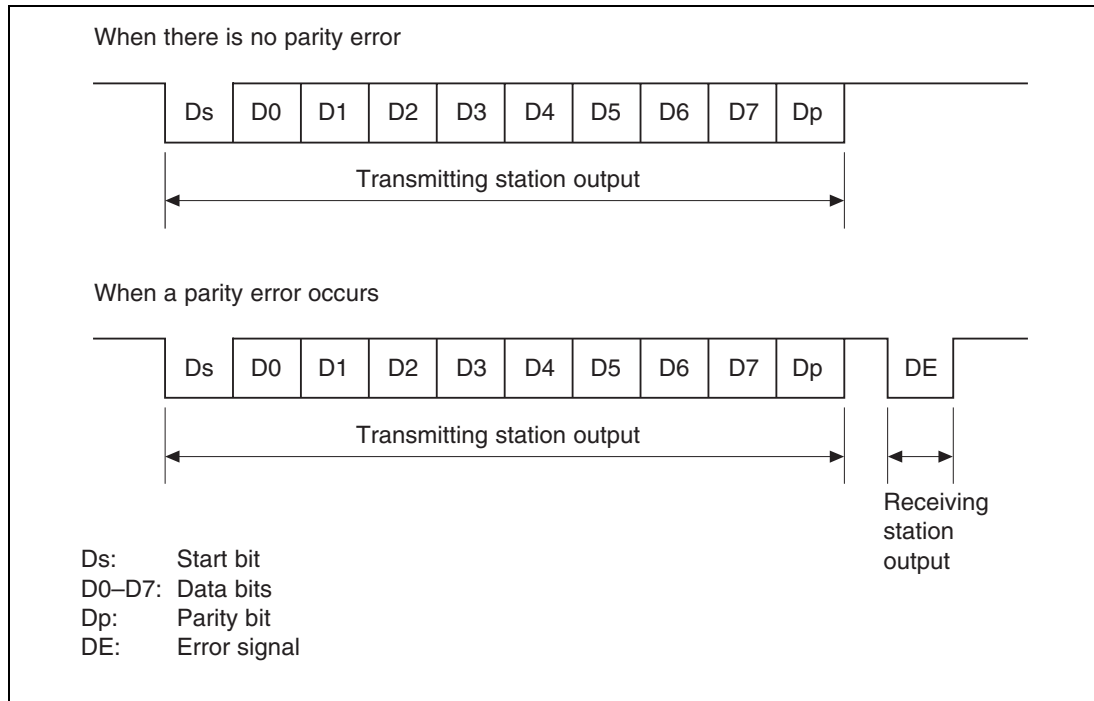 When there is no parity error
Ds D0 D1 D2 D3 D4 D5 D6 D7 Dp
Transmitting station output
When a parity error occurs
Ds D0 D1 D2 D3 D4 D5 D6 D7 Dp DE
Transmitting station output
Receiving
station
output
Ds: Start bit
D0–D7: Data bits
Dp: Parity bit
DE: Error signal